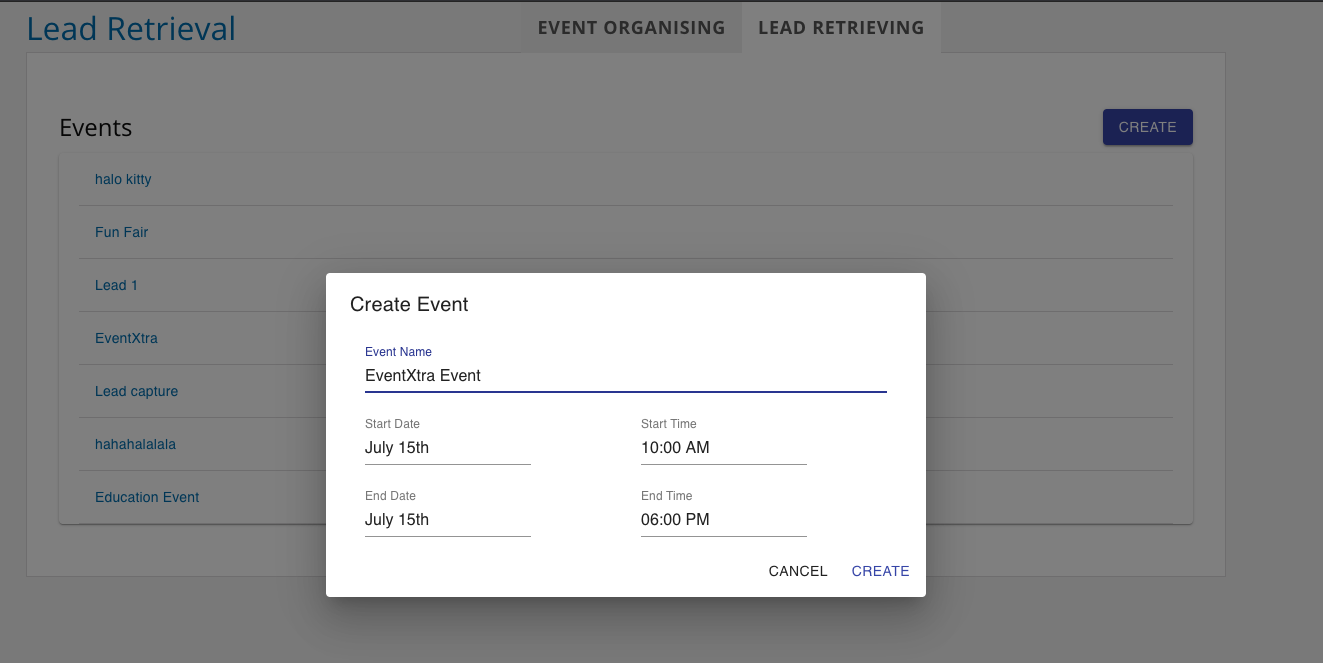 Lead Retrieval
EVENT ORGANISING
LEAD RETRIEVING
Events
CREATE
halo kitty
Fun Fair
Lead 1
EventXtra
Lead capture
hahahalalala
Education Event
Create Event
Event Name
EventXtra Event
Start Date
Start Time
July 15th
10:00 AM
End Date
End Time
July 15th
06:00 PM
CANCEL
CREATE